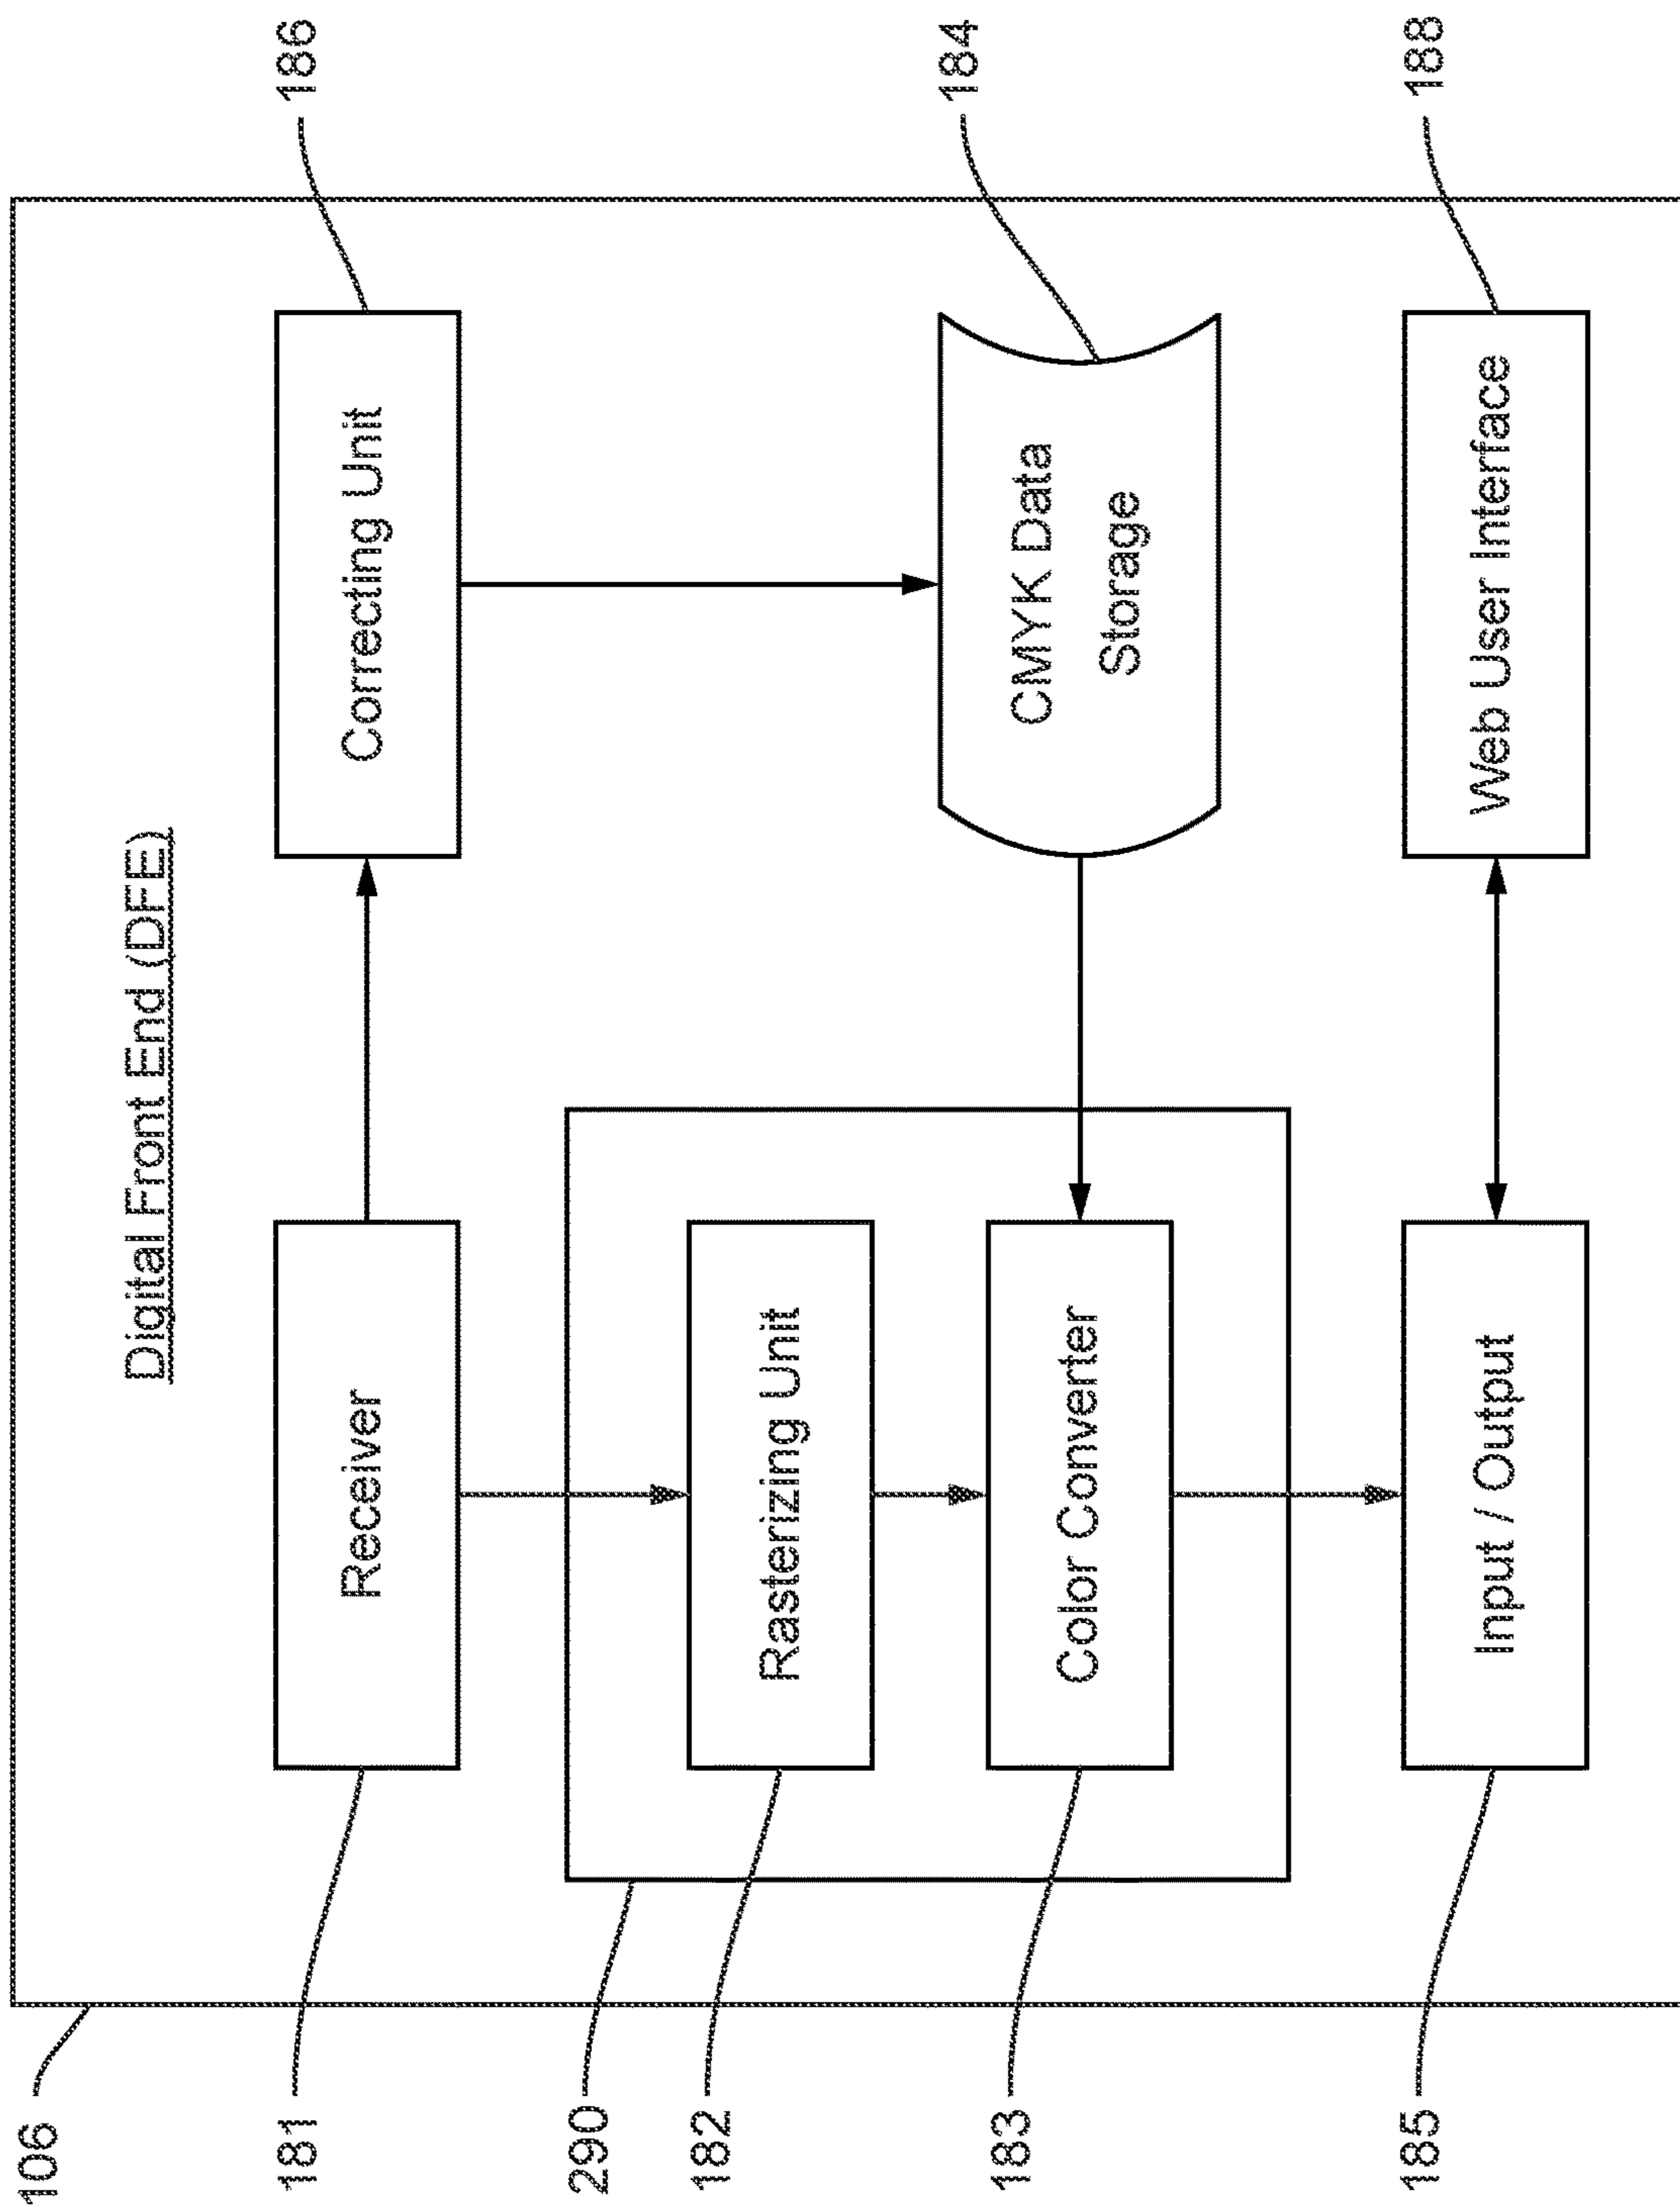 Digital Front End (DFE)
106
181
Receiver
Correcting Unit
186
290
182
Rasterizing Unit
183
Color Converter
CMYK Data
Storage
184
185
Input / Output
Web User Interface
188